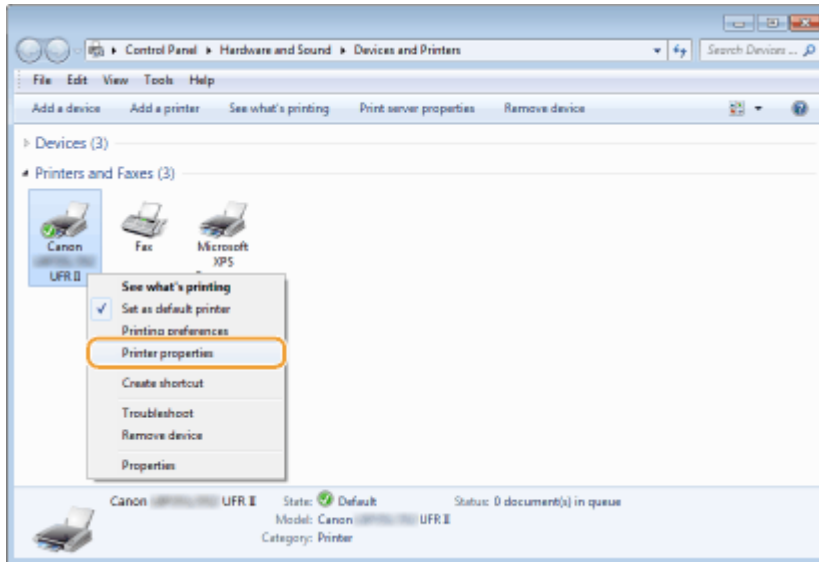 Control Panel ▸ Hardware and Sound ▸ Devices and Printers
Search Devices ...
File Edit View Tools Help
Add a device Add a printer See what's printing Print server properties Remove device
Devices (3)
Printers and Faxes (3)
Canon
UFR II
Fax
Microsoft
XPS
See what's printing
Set as default printer
Printing preferences
Printer properties
Create shortcut
Troubleshoot
Remove device
Properties
Canon UFR II State: Default Status: 0 document(s) in queue
Model: Canon UFR II
Category: Printer